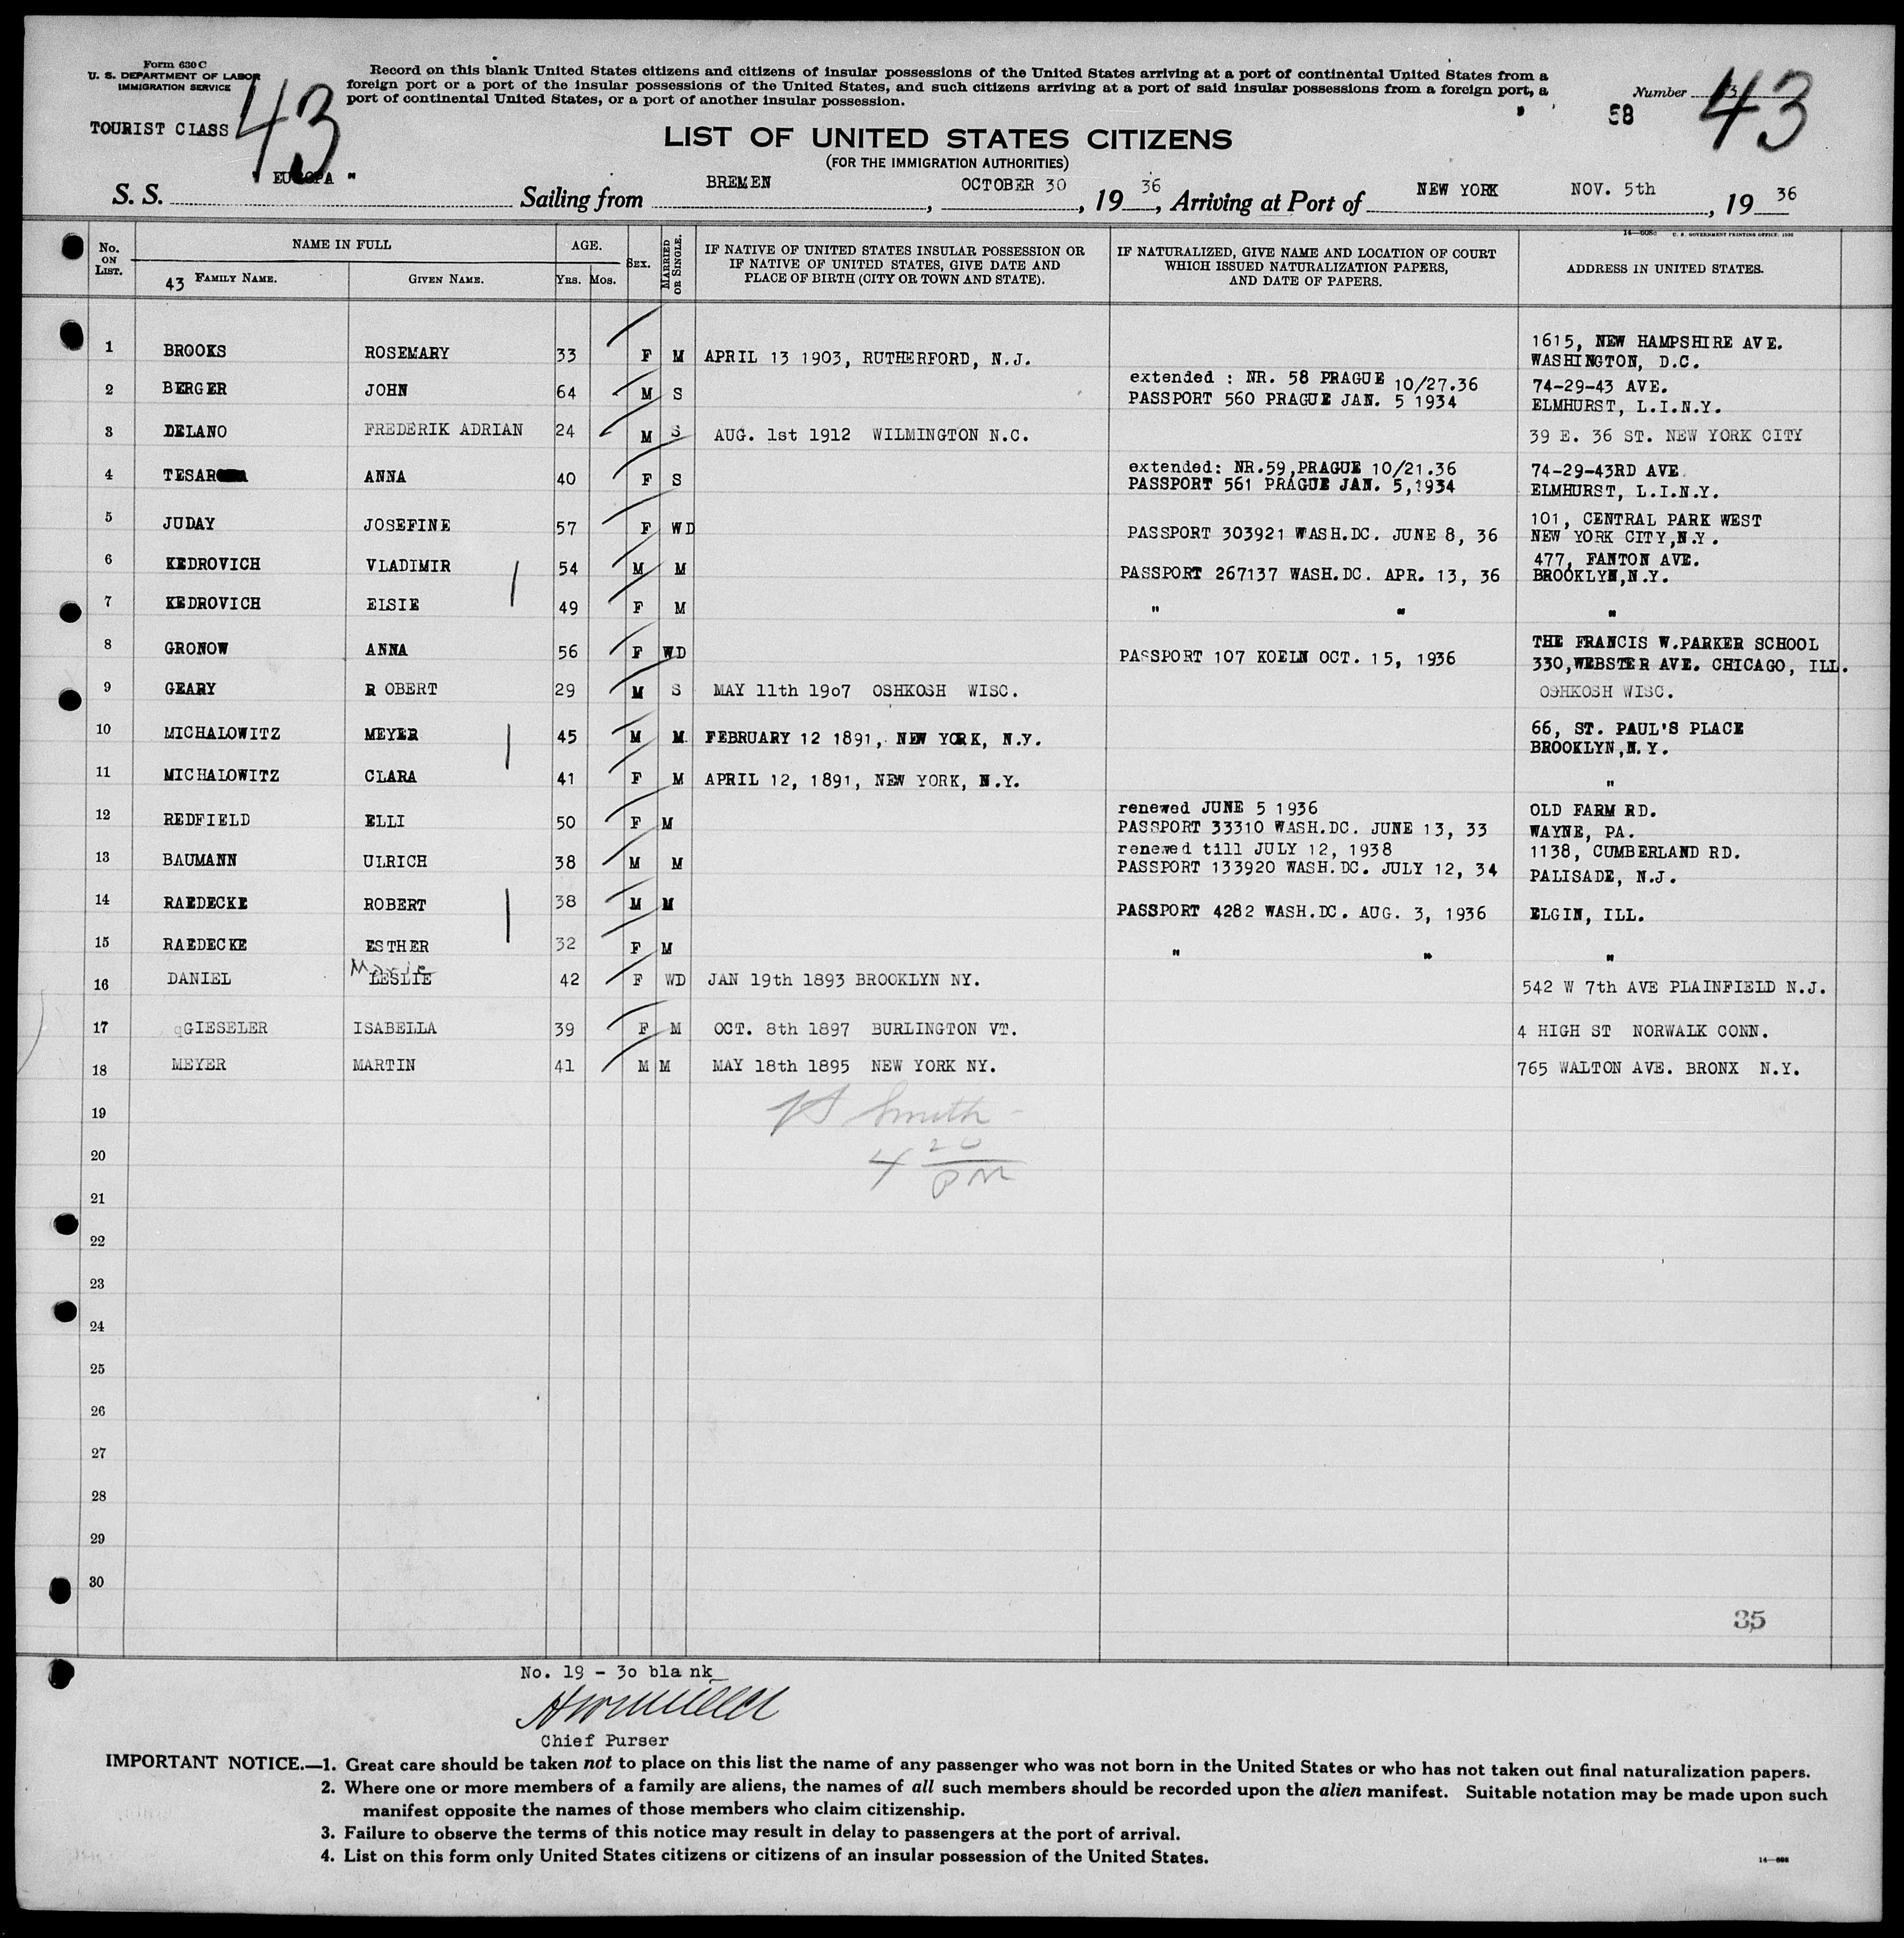 Form 630 C
U. S. DEPARTMENT OF LABOR
IMMIGRATION SERVICE
TOURIST CLASS
43
Record on this blank United States citizens and citizens of insular possessions of the United States arriving at a port of continental United States from a
foreign port or a port of the insular possessions of the United States, and such citizens arriving at a port of said insular possessions from a foreign port, a
port of continental United States, or a port of another insular possession.
Number
58
43
LIST OF UNITED STATES CITIZENS
(FOR THE IMMIGRATION AUTHORITIES)
S. S. " EUROPA " Sailing from BREMEN, OCTOBER 30, 1936, Arriving at Port of NEW YORK NOV. 5th, 1936
No. ON LIST. NAME IN FULL 43 FAMILY NAME. GIVEN NAME. AGE. YRS. MOS. SEX. MARRIED OR SINGLE. IF NATIVE OF UNITED STATES INSULAR POSSESSION OR IF NATIVE OF UNITED STATES, GIVE DATE AND PLACE OF BIRTH (CITY OR TOWN AND STATE). IF NATURALIZED, GIVE NAME AND LOCATION OF COURT WHICH ISSUED NATURALIZATION PAPERS, AND DATE OF PAPERS. U. S. GOVERNMENT PRINTING OFFICE ADDRESS IN UNITED STATES.
1 BROOKS ROSEMARY 33 F M APRIL 13 1903, RUTHERFORD, N.J. 1615, NEW HAMPSHIRE AVE.
WASHINGTON, D.C.
2 BERGER JOHN 64 M S extended : NR. 58 PRAGUE 10/27.36 74-29-43 AVE.
PASSPORT 560 PRAGUE JAN. 5 1934 ELMHURST, L.I.N.Y.
3 DELANO FREDERIK ADRIAN 24 M S AUG. 1st 1912 WILMINGTON N.C. 39 E. 36 ST. NEW YORK CITY
4 TESAR ANNA 40 F S extended: NR.59,PRAGUE 10/21.36 74-29-43RD AVE
PASSPORT 561 PRAGUE JAN. 5,1934 ELMHURST, L.I.N.Y.
5 JUDAY JOSEFINE 57 F WD PASSPORT 303921 WASH.DC. JUNE 8, 36 101, CENTRAL PARK WEST
NEW YORK CITY,N.Y.
6 KEDROVICH VLADIMIR 54 M M PASSPORT 267137 WASH.DC. APR. 13, 36 477, FANTON AVE.
BROOKLYN,N.Y.
7 KEDROVICH ELSIE 49 F M " " "
8 GRONOW ANNA 56 F WD PASSPORT 107 KOELN OCT. 15, 1936 THE FRANCIS W.PARKER SCHOOL
330,WEBSTER AVE. CHICAGO, ILL.
9 GEARY R OBERT 29 M S MAY 11th 19o7 OSHKOSH WISC. OSHKOSH WISC.
10 MICHALOWITZ MEYER 45 M M FEBRUARY 12 1891, NEW YORK, N.Y. 66, ST. PAUL'S PLACE
BROOKLYN,N.Y.
11 MICHALOWITZ CLARA 41 F M APRIL 12, 1891, NEW YORK, N.Y. "
12 REDFIELD ELLI 50 F M renewed JUNE 5 1936 OLD FARM RD.
PASSPORT 33310 WASH.DC. JUNE 13, 33 WAYNE, PA.
13 BAUMANN ULRICH 38 M M renewed till JULY 12, 1938 1138, CUMBERLAND RD.
PASSPORT 133920 WASH.DC. JULY 12, 34 PALISADE, N.J.
14 RAEDECKE ROBERT 38 M M PASSPORT 4282 WASH.DC. AUG. 3, 1936 ELGIN, ILL.
15 RAEDECKE ESTHER 32 F M " " "
Marie
16 DANIEL LESLIE 42 F WD JAN 19th 1893 BROOKLYN NY. 542 W 7th AVE PLAINFIELD N.J.
17 GIESELER ISABELLA 39 F M OCT. 8th 1897 BURLINGTON VT. 4 HIGH ST NORWALK CONN.
18 MEYER MARTIN 41 M M MAY 18th 1895 NEW YORK NY. 765 WALTON AVE. BRONX N.Y.
19 Smith
20 4 20 PM
21
22
23
24
25
26
27
28
29
30
35
No. 19 - 3o bla nk
Chief Purser
IMPORTANT NOTICE.—1. Great care should be taken not to place on this list the name of any passenger who was not born in the United States or who has not taken out final naturalization papers.
2. Where one or more members of a family are aliens, the names of all such members should be recorded upon the alien manifest. Suitable notation may be made upon such
manifest opposite the names of those members who claim citizenship.
3. Failure to observe the terms of this notice may result in delay to passengers at the port of arrival.
4. List on this form only United States citizens or citizens of an insular possession of the United States.